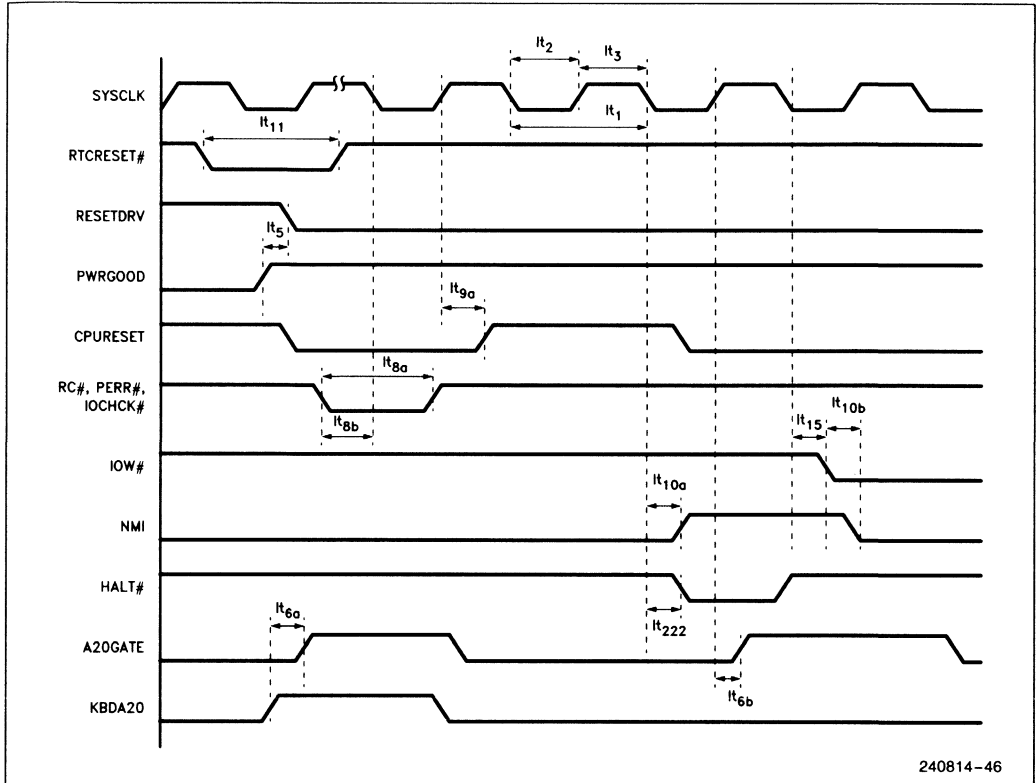 It2
It3
SYSCLK
It1
It11
RTCRESET#
RESETDRV
It5
PWRGOOD
It9a
CPURESET
It8a
RC#, PERR#,
IOCHCK#
It8b
It10b
It15
IOW#
It10a
NMI
HALT#
It222
It6a
A20GATE
It6b
KBDA20
240814-46